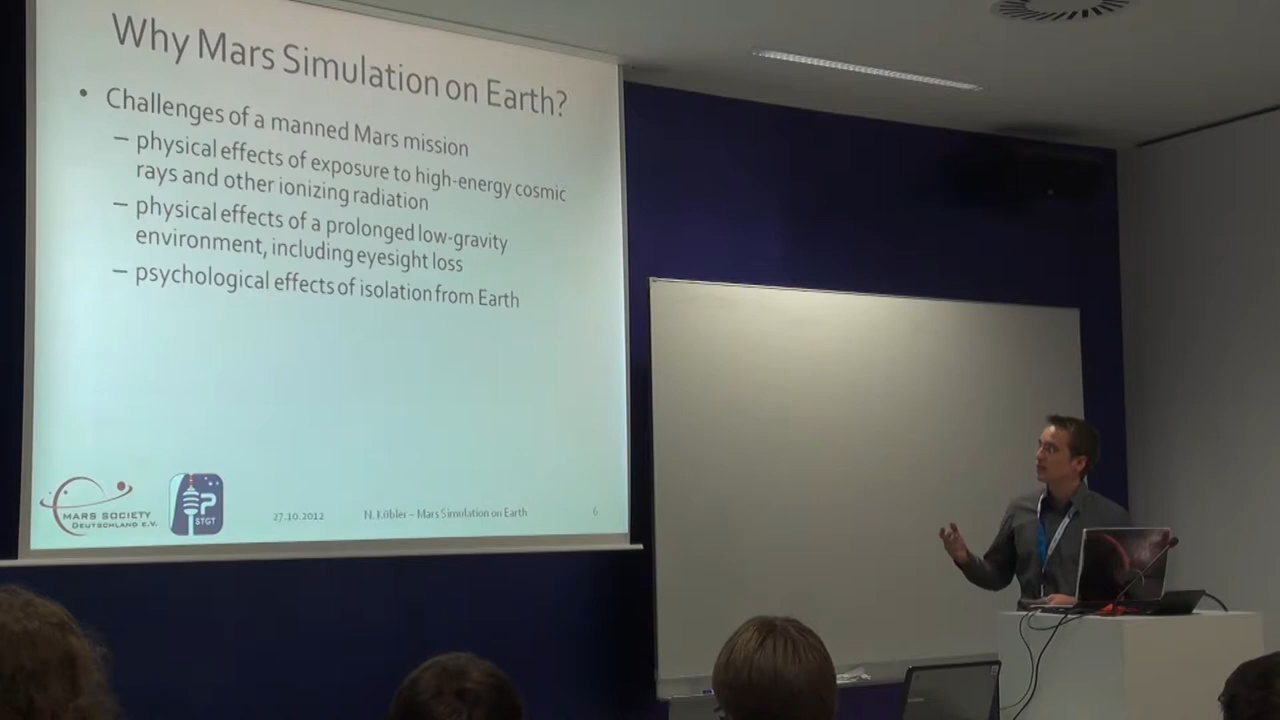 Why Mars Simulation on Earth?
• Challenges of a manned Mars mission
– physical effects of exposure to high-energy cosmic
rays and other ionizing radiation
– physical effects of a prolonged low-gravity
environment, including eyesight loss
– psychological effects of isolation from Earth
MARS SOCIETY
DEUTSCHLAND E.V.
STGT
27.10.2012
N. Kübler – Mars Simulation on Earth
6